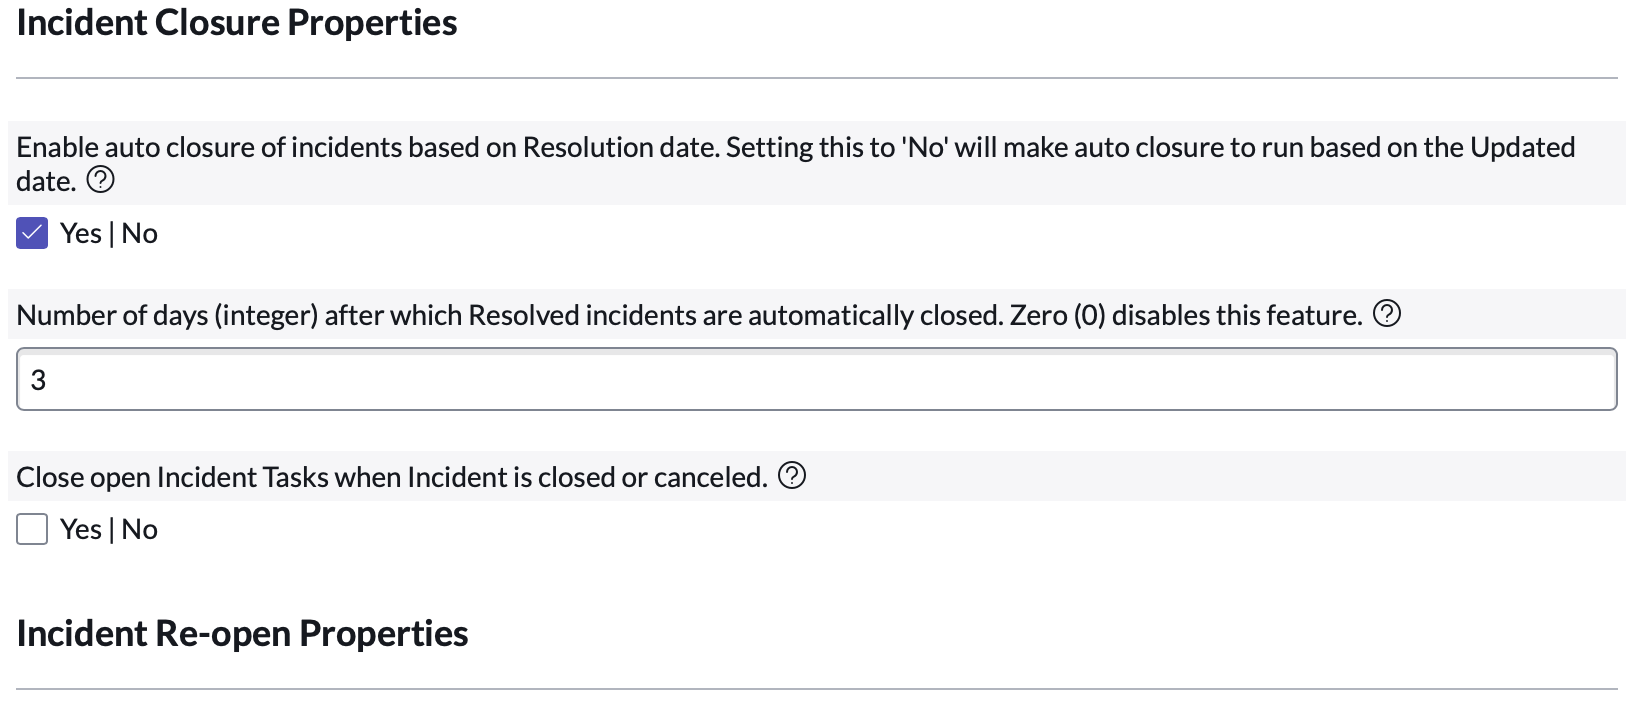 Incident Closure Properties
Enable auto closure of incidents based on Resolution date. Setting this to 'No' will make auto closure to run based on the Updated
date. ?
Yes | No
Number of days (integer) after which Resolved incidents are automatically closed. Zero (0) disables this feature. ?
3
Close open Incident Tasks when Incident is closed or canceled. ?
Yes | No
Incident Re-open Properties